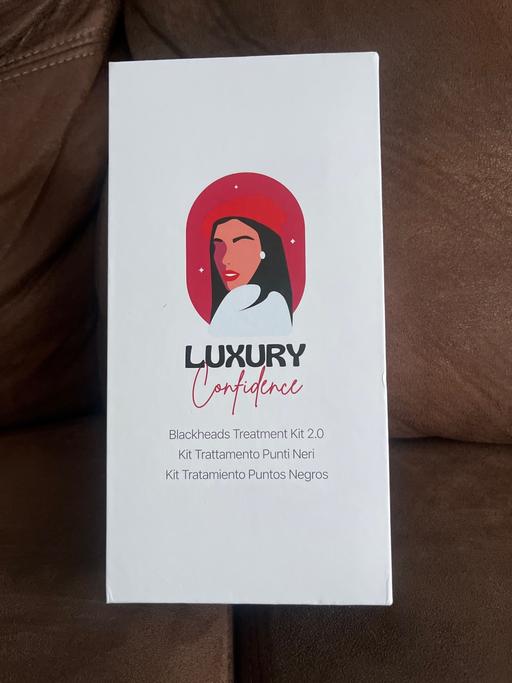 LUXURY
Confidence
Blackheads Treatment Kit 2.0
Kit Trattamento Punti Neri
Kit Tratamiento Puntos Negros